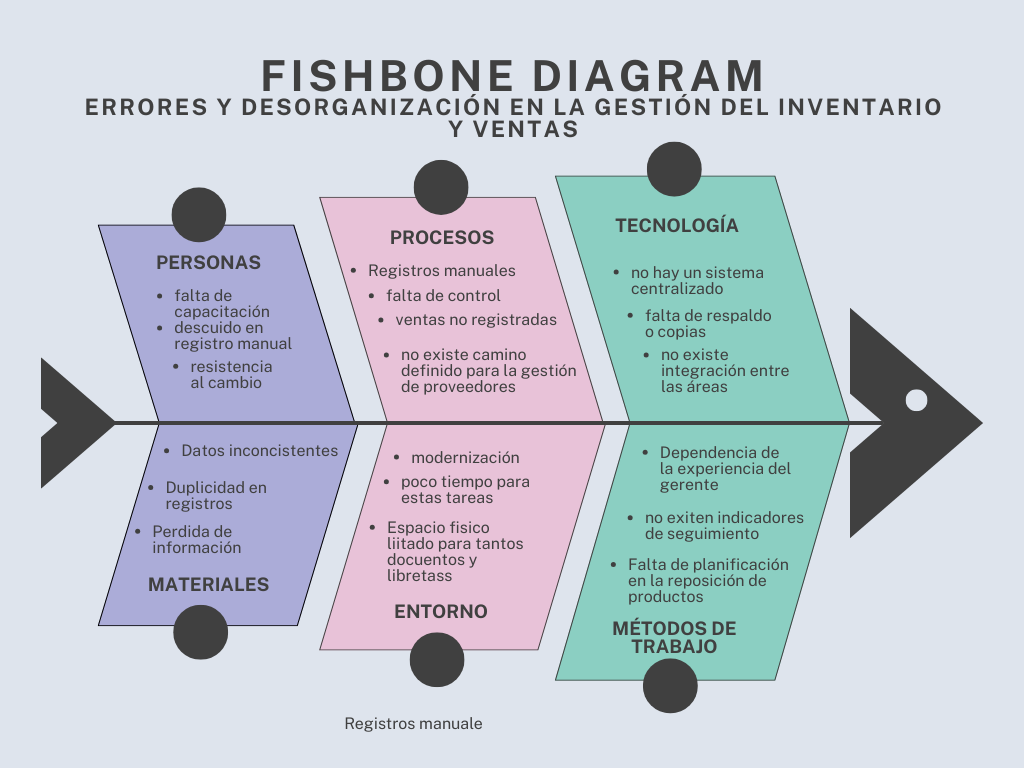 FISHBONE DIAGRAM
ERRORES Y DESORGANIZACIÓN EN LA GESTIÓN DEL INVENTARIO
Y VENTAS
PERSONAS
• falta de
capacitación
• descuido en
registro manual
• resistencia
al cambio
PROCESOS
• Registros manuales
• falta de control
• ventas no registradas
• no existe camino
definido para la gestión
de proveedores
TECNOLOGÍA
• no hay un sistema
centralizado
• falta de respaldo
o copias
• no existe
integración entre
las áreas
• Datos inconcistentes
• Duplicidad en
registros
• Perdida de
información
MATERIALES
• modernización
• poco tiempo para
estas tareas
• Espacio fisico
liitado para tantos
docuentos y
libretass
ENTORNO
• Dependencia de
la experiencia del
gerente
• no exiten indicadores
de seguimiento
• Falta de planificación
en la reposición de
productos
MÉTODOS DE
TRABAJO
Registros manuale